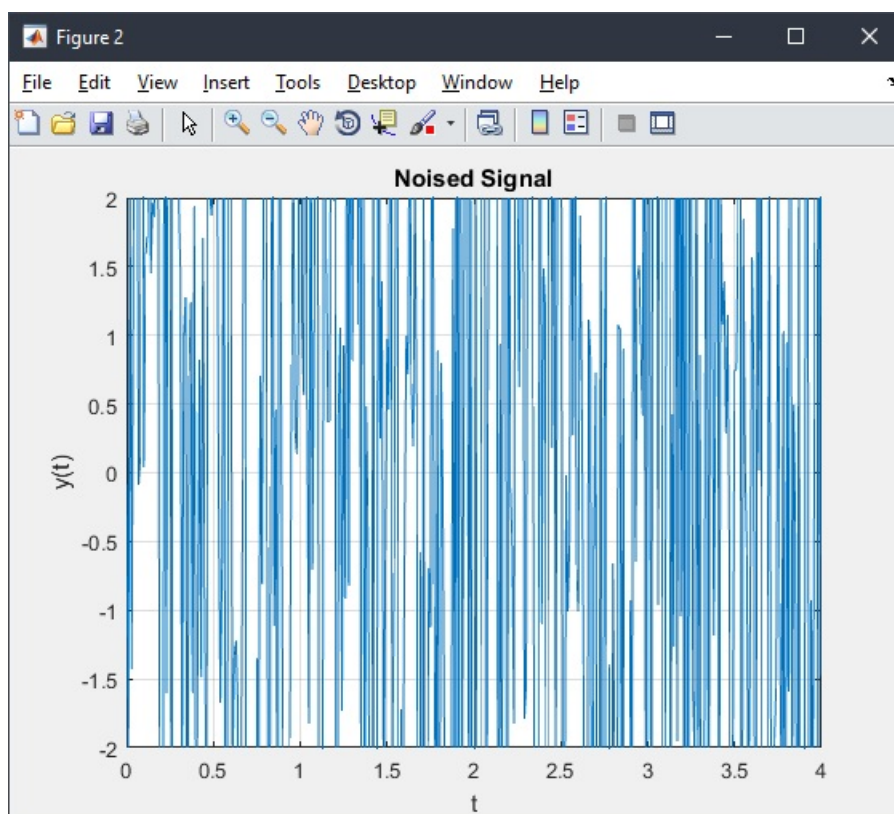 Figure 2
File Edit View Insert Tools Desktop Window Help
Noised Signal
2
1.5
1
0.5
0
-0.5
-1
-1.5
-2
y(t)
0 0.5 1 1.5 2 2.5 3 3.5 4
t